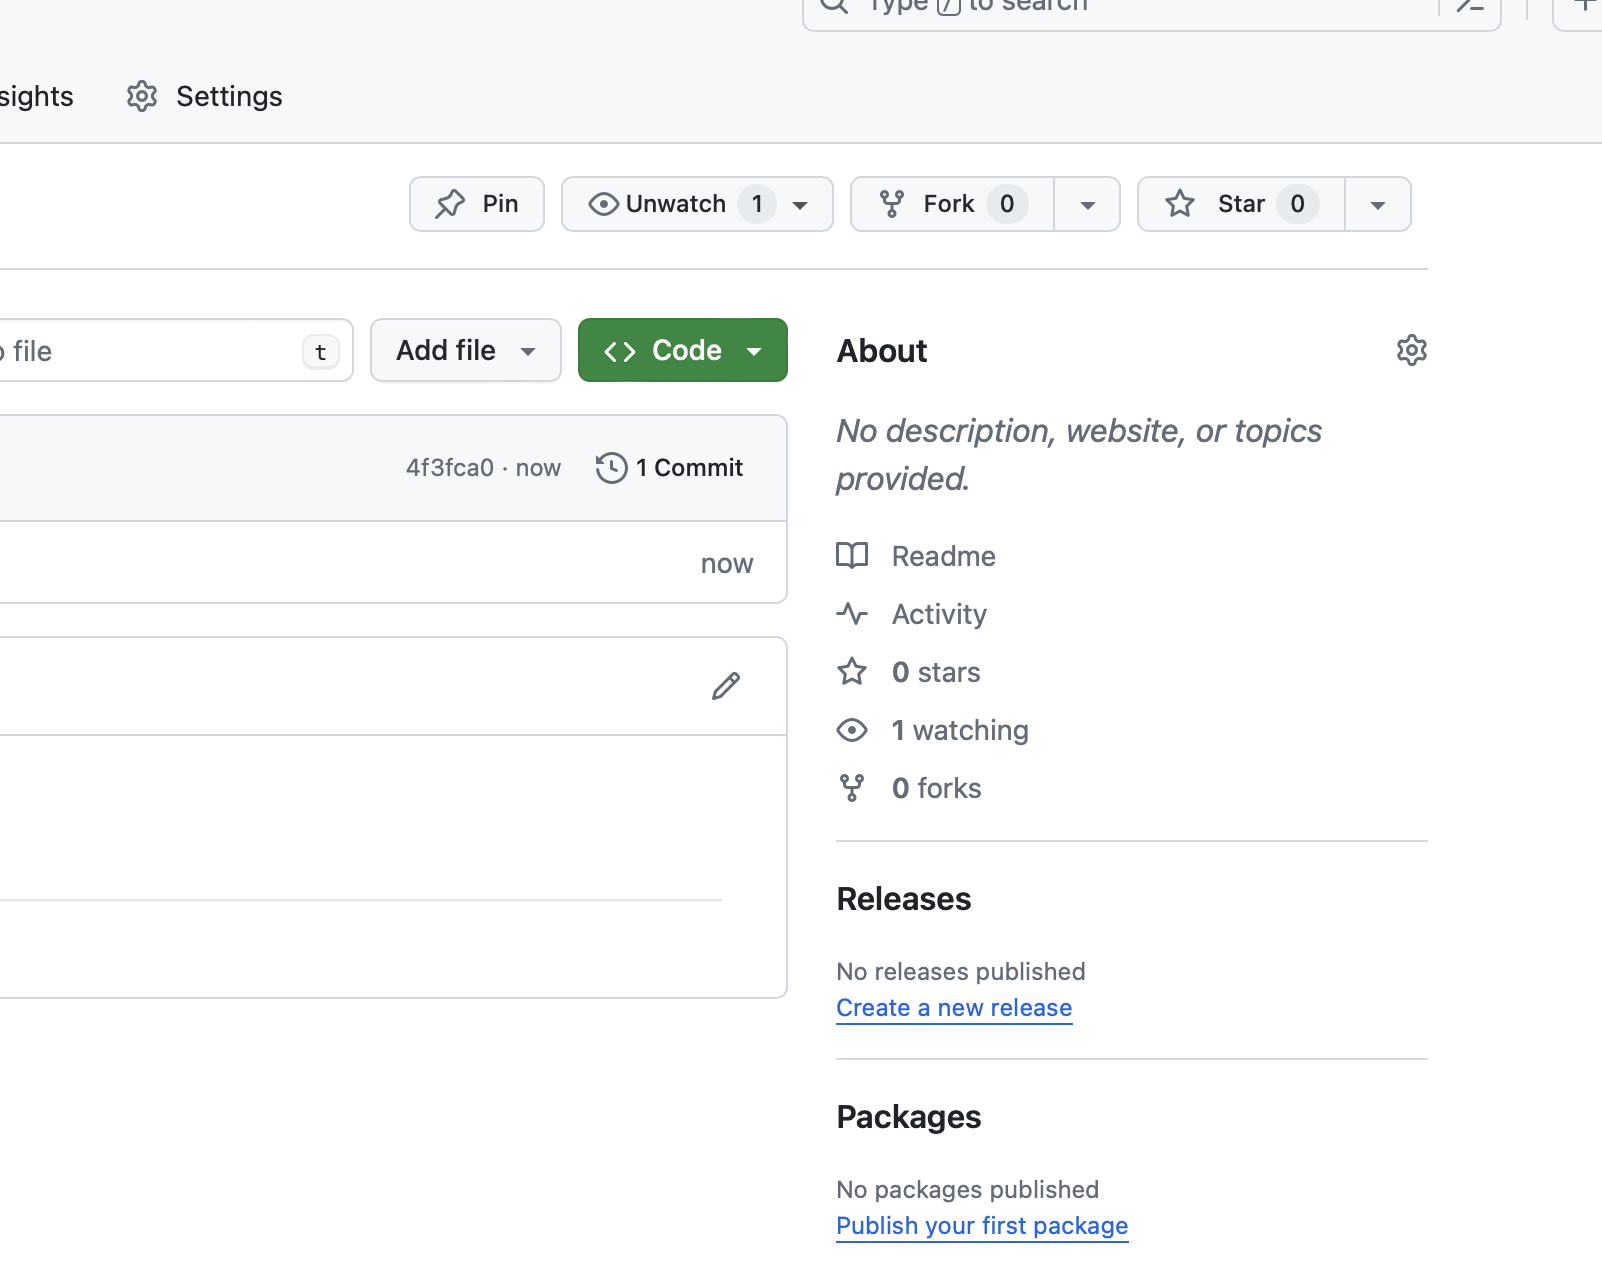 Type / to search
sights
Settings
Pin
Unwatch 1
Fork 0
Star 0
file
t
Add file
Code
4f3fca0 · now
1 Commit
now
About
No description, website, or topics
provided.
Readme
Activity
0 stars
1 watching
0 forks
Releases
No releases published
Create a new release
Packages
No packages published
Publish your first package